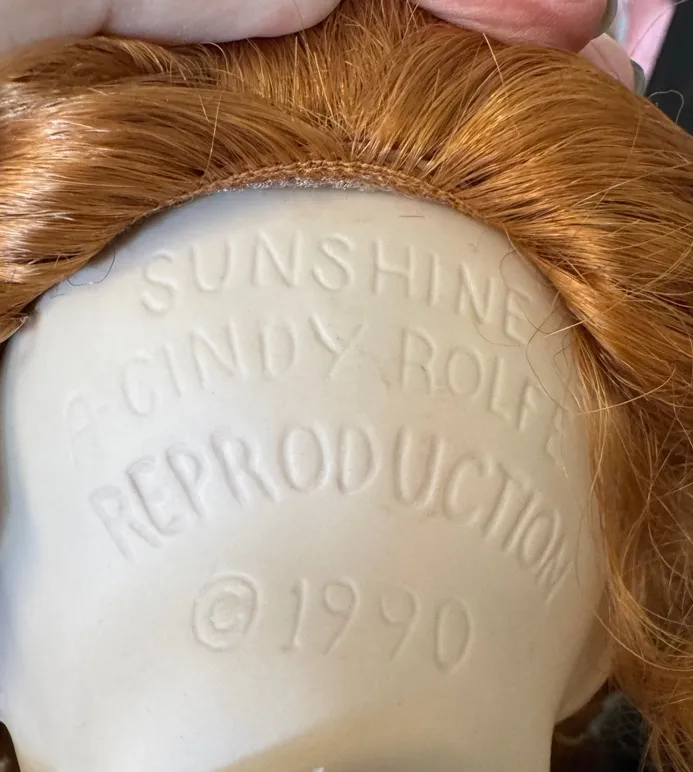 SUNSHINE
A CINDY ROLFE
REPRODUCTION
© 1990